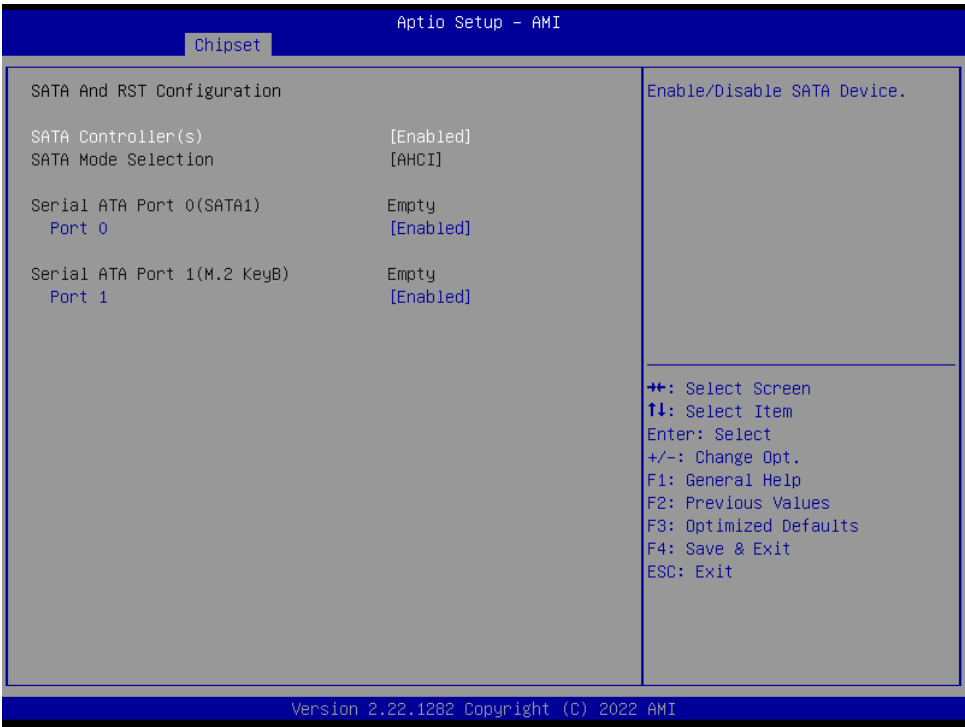 Aptio Setup – AMI
Chipset
SATA And RST Configuration
SATA Controller(s) [Enabled]
SATA Mode Selection [AHCI]
Serial ATA Port 0(SATA1) Empty
Port 0 [Enabled]
Serial ATA Port 1(M.2 KeyB) Empty
Port 1 [Enabled]
Enable/Disable SATA Device.
→←: Select Screen
↑↓: Select Item
Enter: Select
+/-: Change Opt.
F1: General Help
F2: Previous Values
F3: Optimized Defaults
F4: Save & Exit
ESC: Exit
Version 2.22.1282 Copyright (C) 2022 AMI